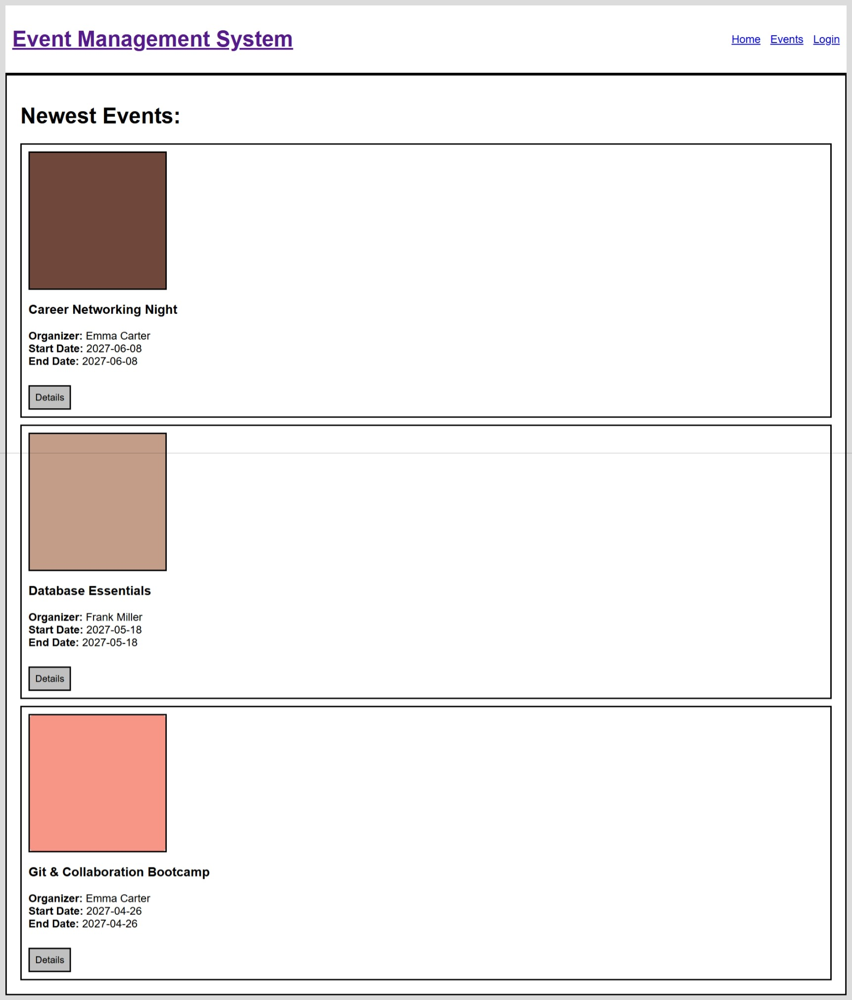 Event Management System
Home Events Login
Newest Events:
Career Networking Night
Organizer: Emma Carter
Start Date: 2027-06-08
End Date: 2027-06-08
Details
Database Essentials
Organizer: Frank Miller
Start Date: 2027-05-18
End Date: 2027-05-18
Details
Git & Collaboration Bootcamp
Organizer: Emma Carter
Start Date: 2027-04-26
End Date: 2027-04-26
Details